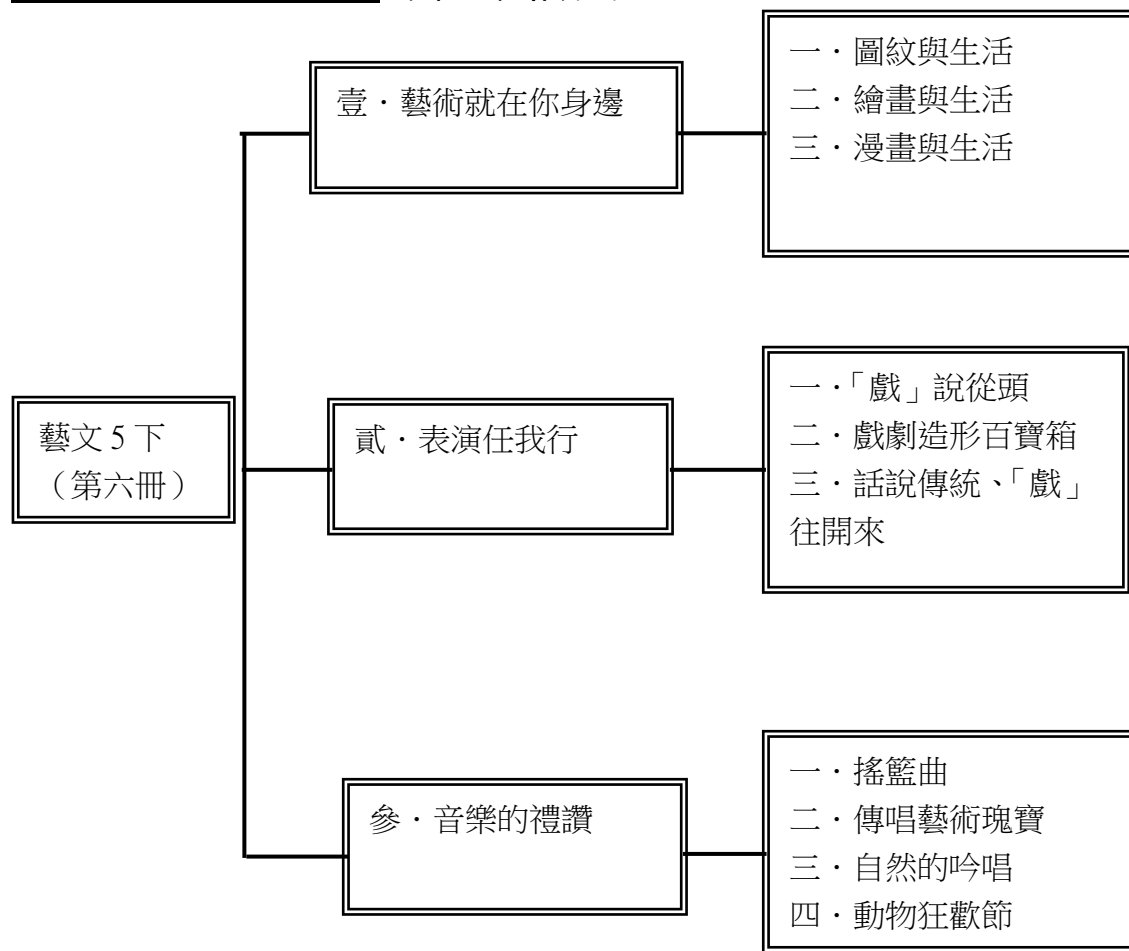 壹．藝術就在你身邊
一．圖紋與生活
二．繪畫與生活
三．漫畫與生活
藝文5下
（第六冊）
貳．表演任我行
一．「戲」說從頭
二．戲劇造形百寶箱
三．話說傳統、「戲」
往開來
參．音樂的禮讚
一．搖籃曲
二．傳唱藝術瑰寶
三．自然的吟唱
四．動物狂歡節